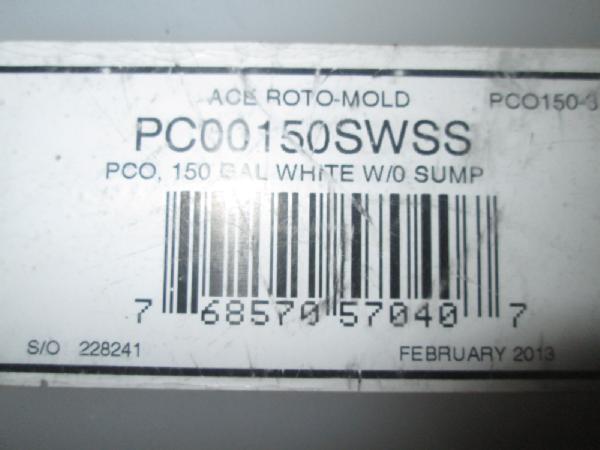 ACE ROTO-MOLD PCO150-3
PC00150SWSS
PCO, 150 GAL WHITE W/0 SUMP
7 68570 57040 7
S/O 228241 FEBRUARY 2013